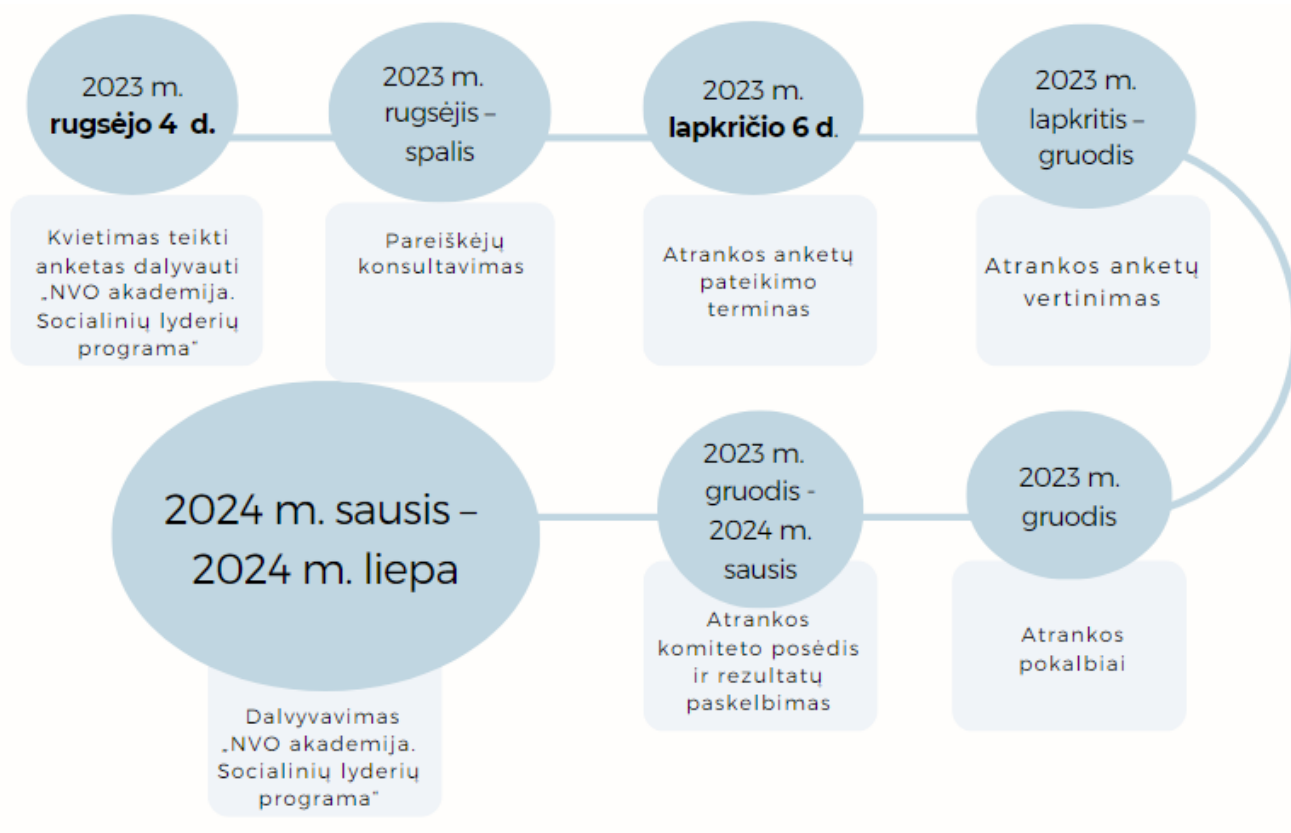 2023 m.
rugsėjo 4 d.
Kvietimas teikti
anketas dalyvauti
„NVO akademija.
Socialinių lyderių
programa“
2023 m.
rugsėjis –
spalis
Pareiškėjų
konsultavimas
2023 m.
lapkričio 6 d.
Atrankos anketų
pateikimo
terminas
2023 m.
lapkritis –
gruodis
Atrankos anketų
vertinimas
2023 m.
gruodis
Atrankos
pokalbiai
2023 m.
gruodis -
2024 m.
sausis
Atrankos
komiteto posėdis
ir rezultatų
paskelbimas
2024 m. sausis –
2024 m. liepa
Dalvyvavimas
„NVO akademija.
Socialinių lyderių
programa“